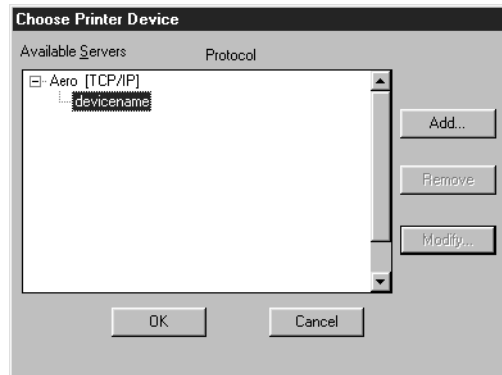 Choose Printer Device
Available Servers Protocol
Aero [TCP/IP]
devicename
Add...
Remove
Modify...
OK Cancel